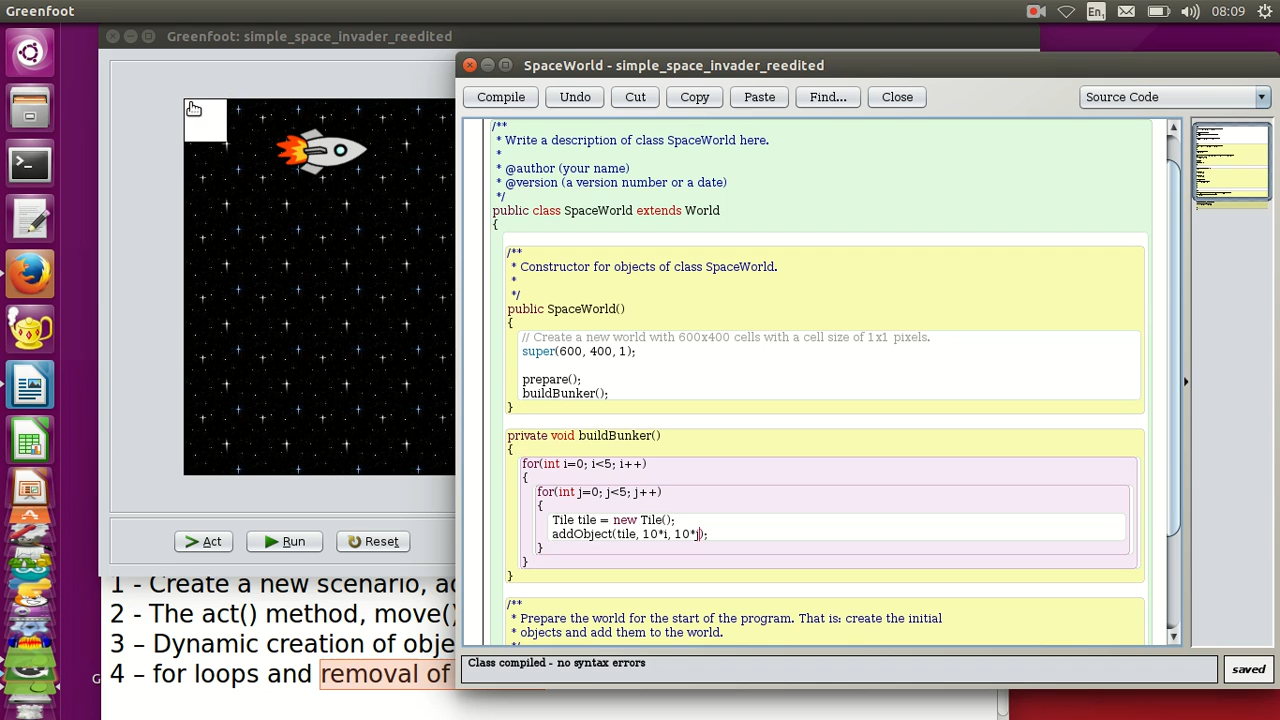 Greenfoot
En1
08:09
Greenfoot: simple_space_invader_reedited
SpaceWorld - simple_space_invader_reedited
Compile
Undo
Cut
Copy
Paste
Find...
Close
Source Code
/**
* Write a description of class SpaceWorld here.
*
* @author (your name)
* @version (a version number or a date)
*/
public class SpaceWorld extends World
{
/**
* Constructor for objects of class SpaceWorld.
*
*/
public SpaceWorld()
{
// Create a new world with 600x400 cells with a cell size of 1x1 pixels.
super(600, 400, 1);
prepare();
buildBunker();
}
private void buildBunker()
{
for(int i=0; i<5; i++)
{
for(int j=0; j<5; j++)
{
Tile tile = new Tile();
addObject(tile, 10*i, 10*j);
}
}
}
/**
* Prepare the world for the start of the program. That is: create the initial
* objects and add them to the world.
Class compiled - no syntax errors
saved
> Act
Run
Reset
1 - Create a new scenario, ad
2 - The act() method, move()
3 - Dynamic creation of obje
4 – for loops and removal of